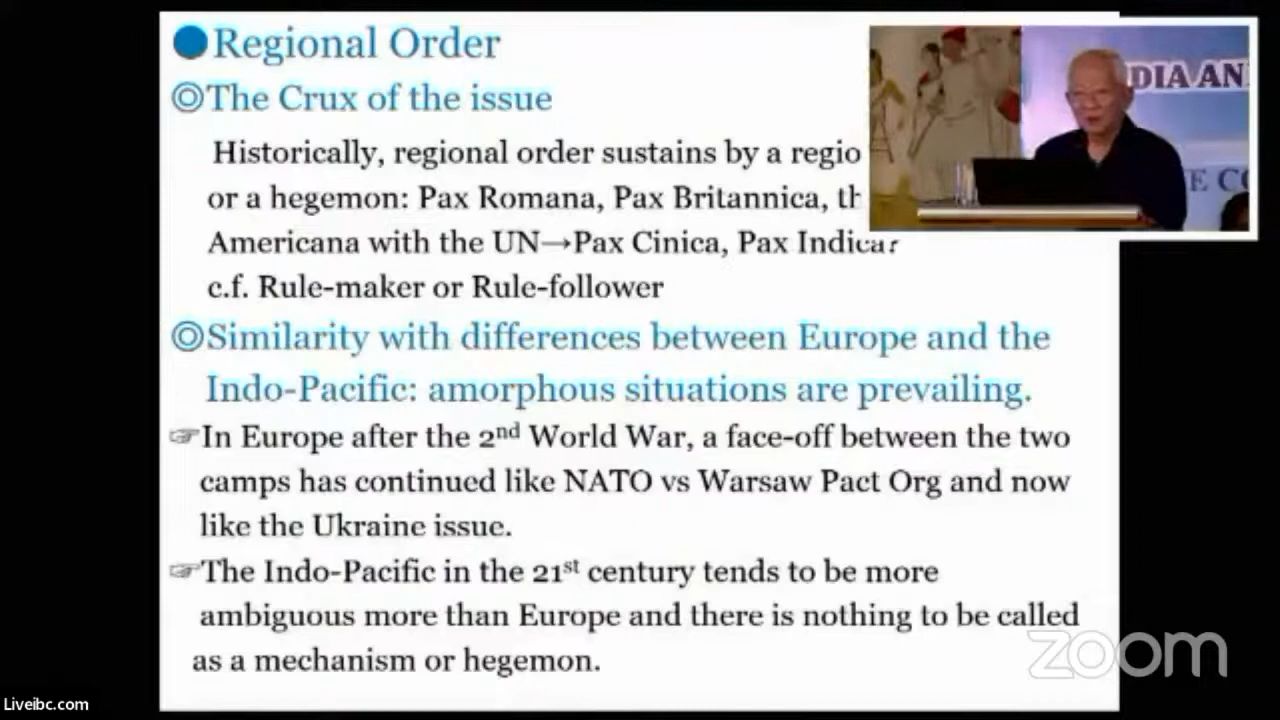 ●Regional Order
◎The Crux of the issue
Historically, regional order sustains by a regio
or a hegemon: Pax Romana, Pax Britannica, th
Americana with the UN→Pax Cinica, Pax Indica?
c.f. Rule-maker or Rule-follower
◎Similarity with differences between Europe and the
Indo-Pacific: amorphous situations are prevailing.
☞In Europe after the 2nd World War, a face-off between the two
camps has continued like NATO vs Warsaw Pact Org and now
like the Ukraine issue.
☞The Indo-Pacific in the 21st century tends to be more
ambiguous more than Europe and there is nothing to be called
as a mechanism or hegemon.
DIA AN
E CO
zoom
Liveibc.com